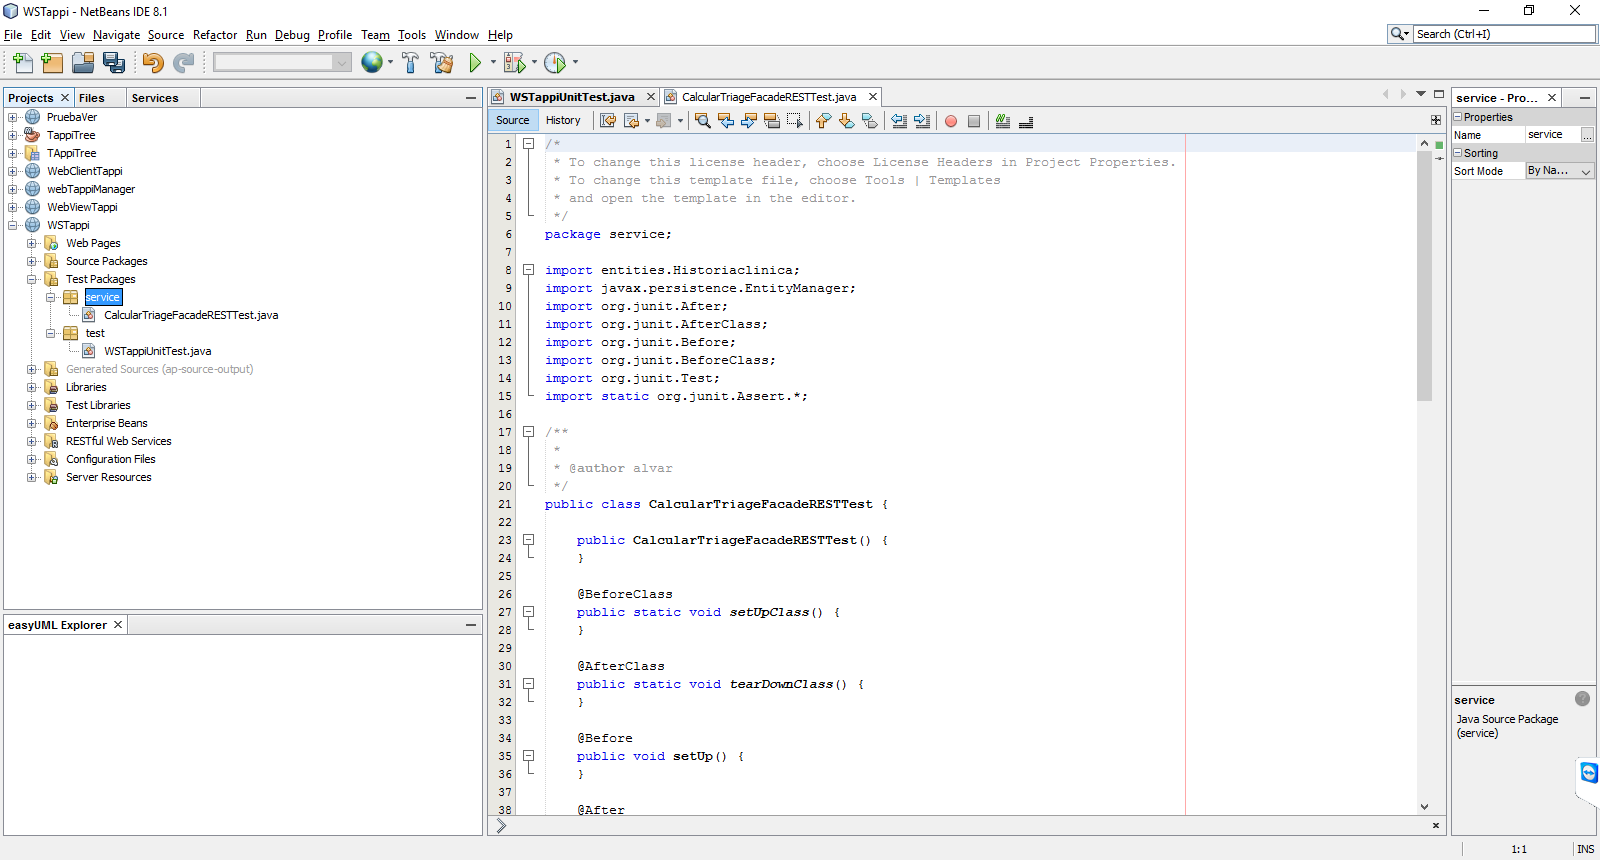 WSTappi - NetBeans IDE 8.1
File Edit View Navigate Source Refactor Run Debug Profile Team Tools Window Help
Search (Ctrl+I)
Projects Files Services
PruebaVer
TappiTree
TAppiTree
WebClientTappi
webTappiManager
WebViewTappi
WSTappi
Web Pages
Source Packages
Test Packages
service
CalcularTriageFacadeRESTTest.java
test
WSTappiUnitTest.java
Generated Sources (ap-source-output)
Libraries
Test Libraries
Enterprise Beans
RESTful Web Services
Configuration Files
Server Resources
easyUML Explorer
WSTappiUnitTest.java CalcularTriageFacadeRESTTest.java
Source History
1 /*
2 * To change this license header, choose License Headers in Project Properties.
3 * To change this template file, choose Tools | Templates
4 * and open the template in the editor.
5 */
6 package service;
7
8 import entities.Historiaclinica;
9 import javax.persistence.EntityManager;
10 import org.junit.After;
11 import org.junit.AfterClass;
12 import org.junit.Before;
13 import org.junit.BeforeClass;
14 import org.junit.Test;
15 import static org.junit.Assert.*;
16
17 /**
18 *
19 * @author alvar
20 */
21 public class CalcularTriageFacadeRESTTest {
22
23 public CalcularTriageFacadeRESTTest() {
24 }
25
26 @BeforeClass
27 public static void setUpClass() {
28 }
29
30 @AfterClass
31 public static void tearDownClass() {
32 }
33
34 @Before
35 public void setUp() {
36 }
37
38 @After
service - Pro...
Properties
Name service ...
Sorting
Sort Mode By Na...
service
Java Source Package
(service)
1:1 INS